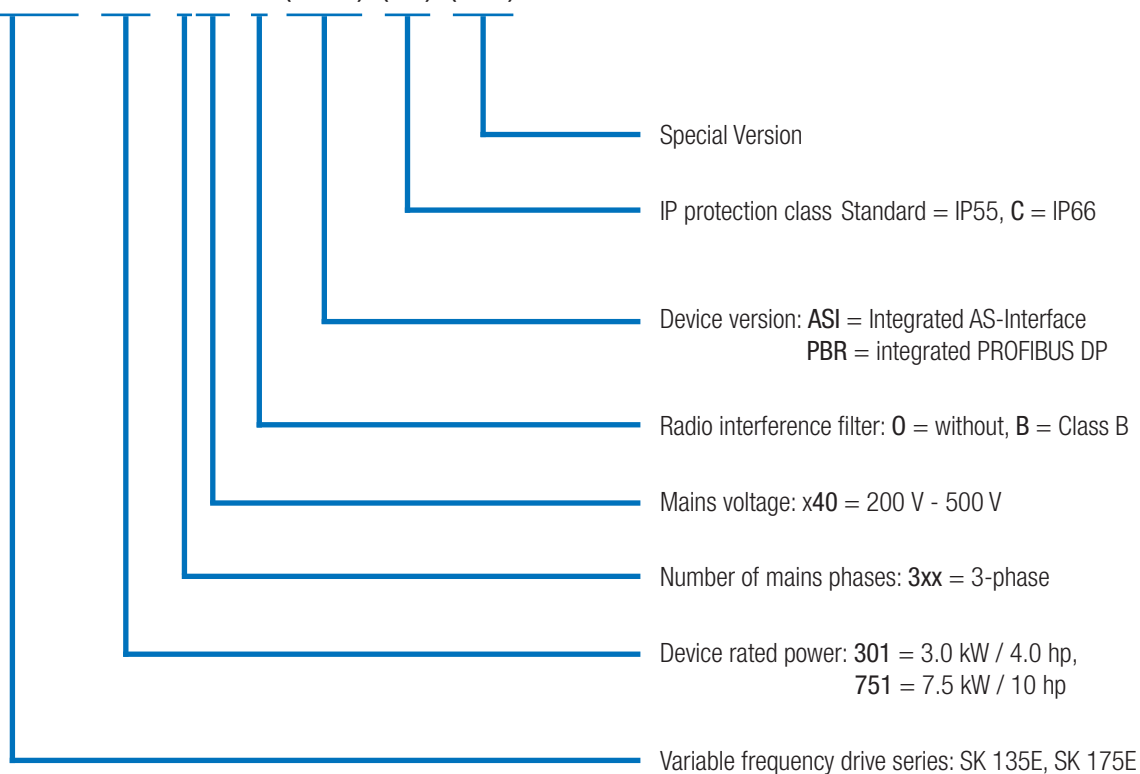 Special Version
IP protection class Standard = IP55, C = IP66
Device version: ASI = Integrated AS-Interface
PBR = integrated PROFIBUS DP
Radio interference filter: O = without, B = Class B
Mains voltage: x40 = 200 V - 500 V
Number of mains phases: 3xx = 3-phase
Device rated power: 301 = 3.0 kW / 4.0 hp,
751 = 7.5 kW / 10 hp
Variable frequency drive series: SK 135E, SK 175E